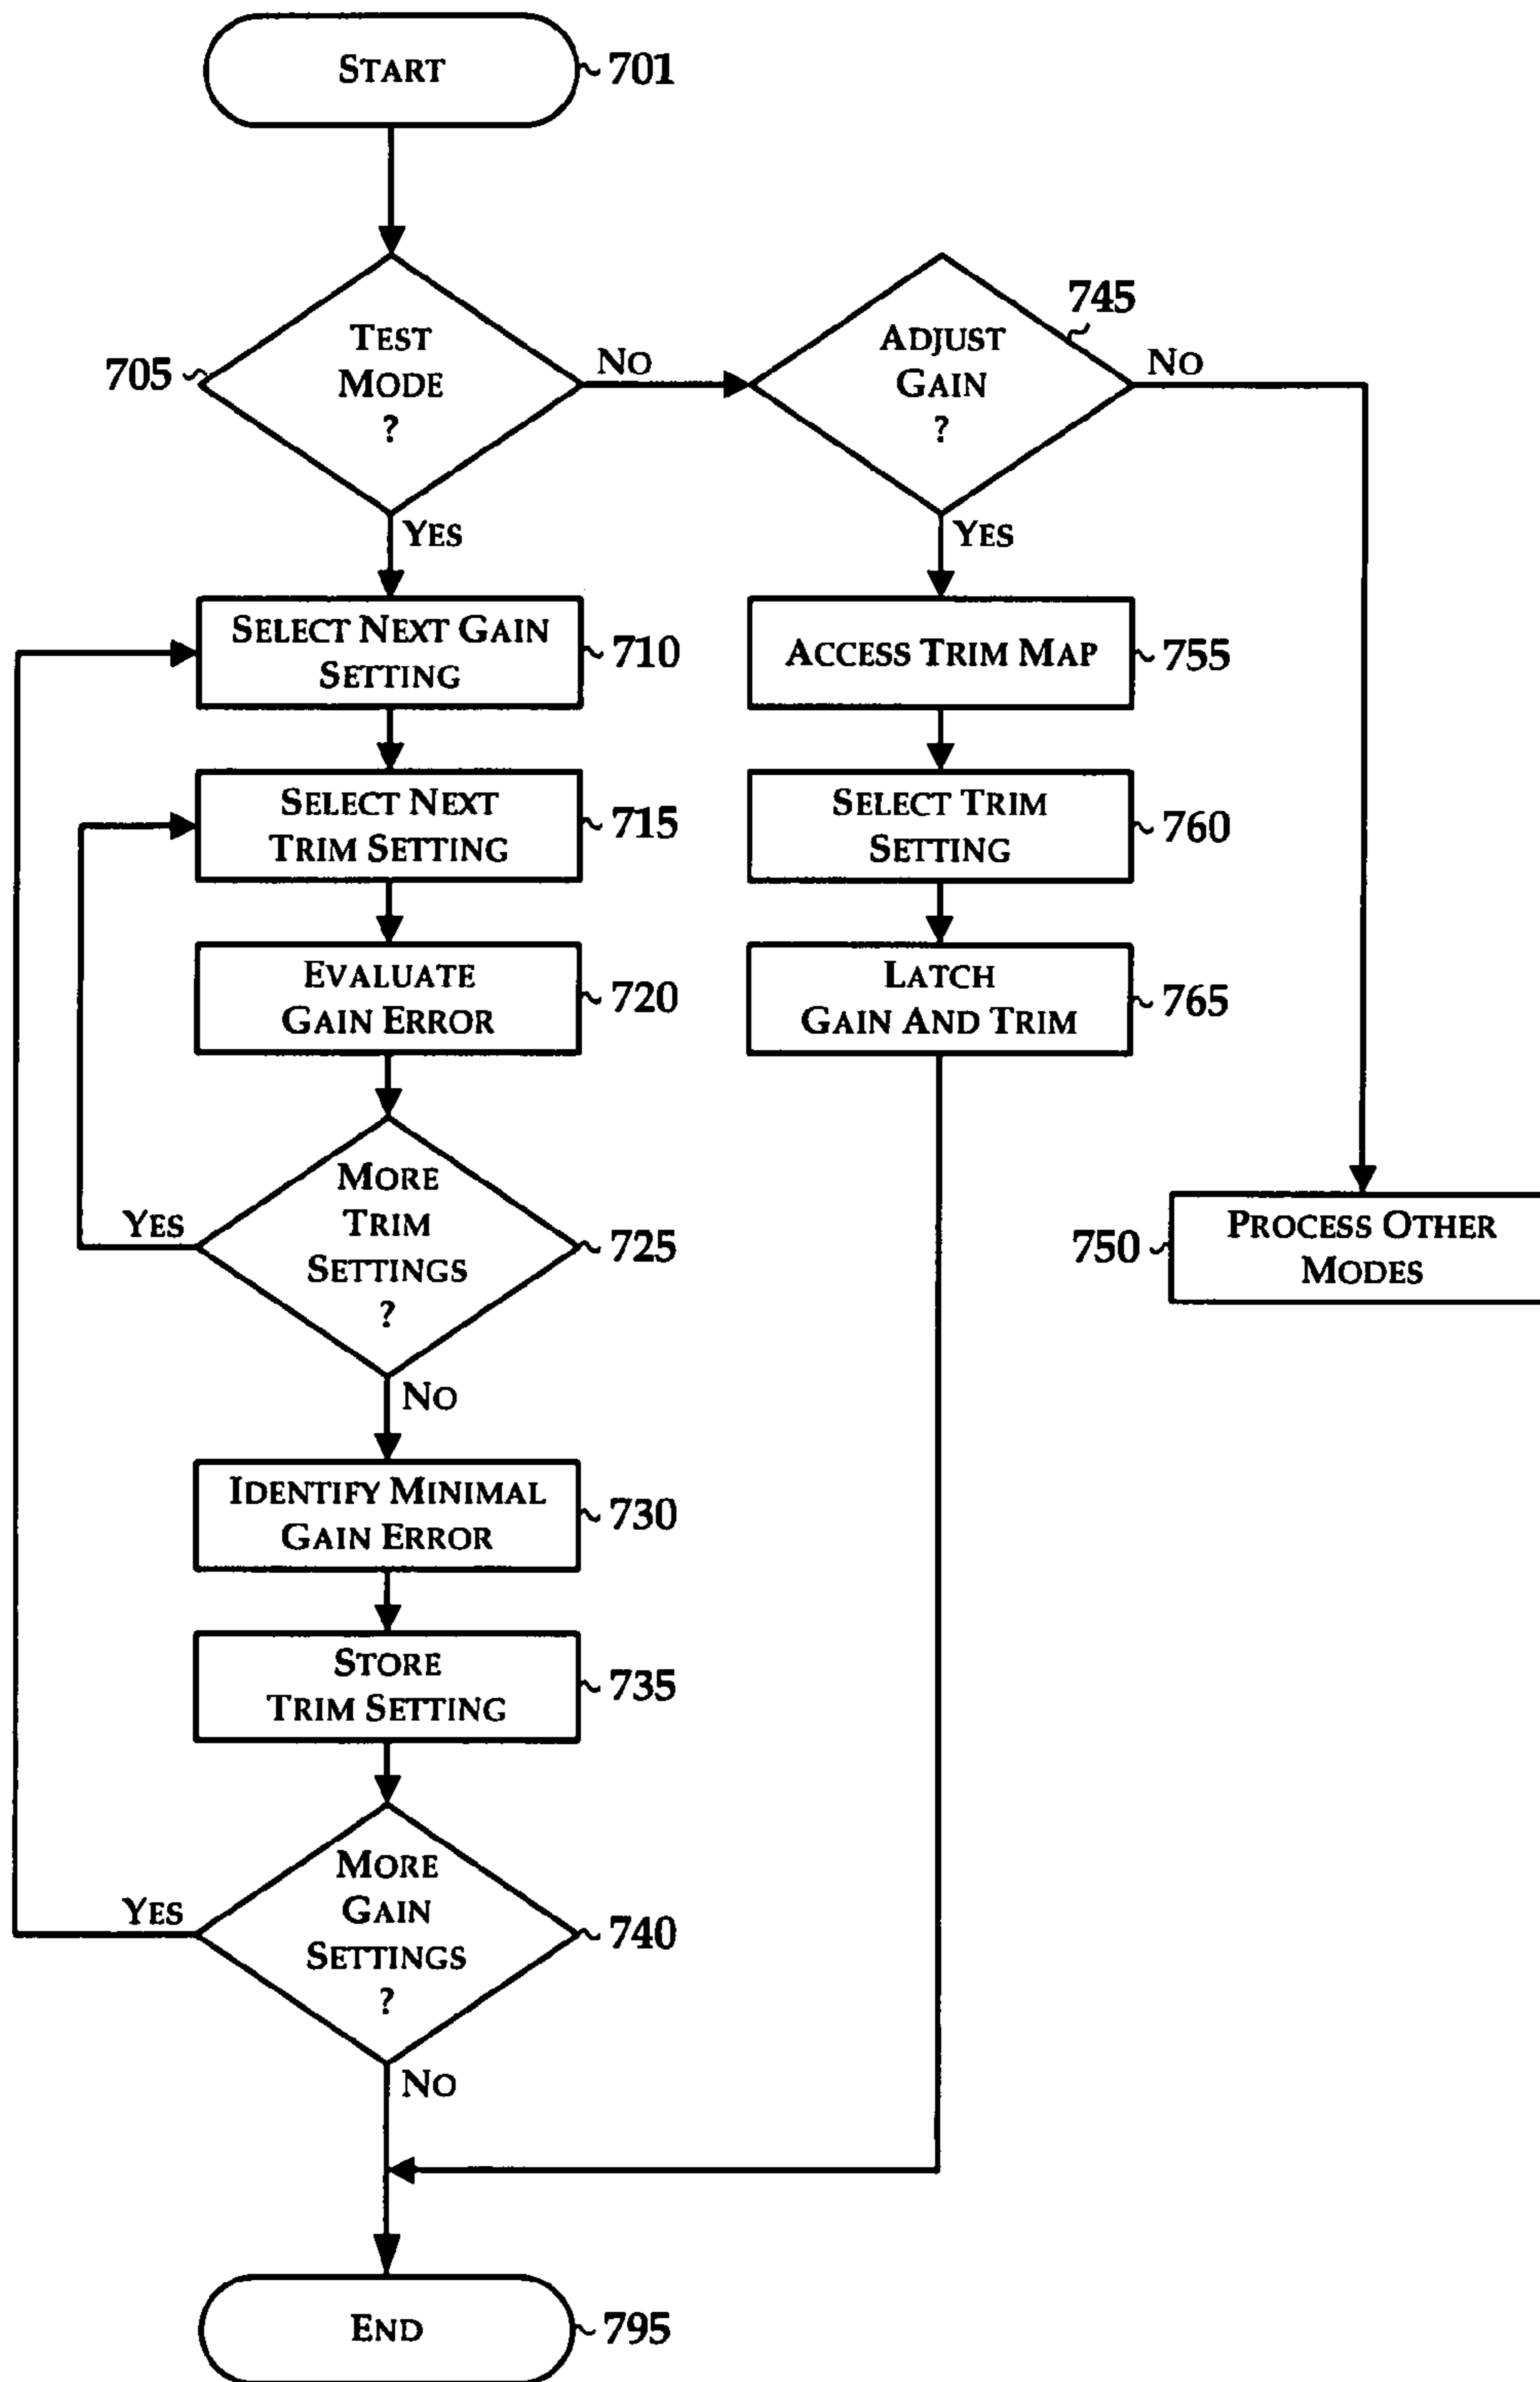 START
701
TEST
MODE
?
705
NO
YES
ADJUST
GAIN
?
745
NO
YES
SELECT NEXT GAIN
SETTING
710
SELECT NEXT
TRIM SETTING
715
EVALUATE
GAIN ERROR
720
MORE
TRIM
SETTINGS
?
725
YES
NO
IDENTIFY MINIMAL
GAIN ERROR
730
STORE
TRIM SETTING
735
MORE
GAIN
SETTINGS
?
740
YES
NO
ACCESS TRIM MAP
755
SELECT TRIM
SETTING
760
LATCH
GAIN AND TRIM
765
PROCESS OTHER
MODES
750
END
795